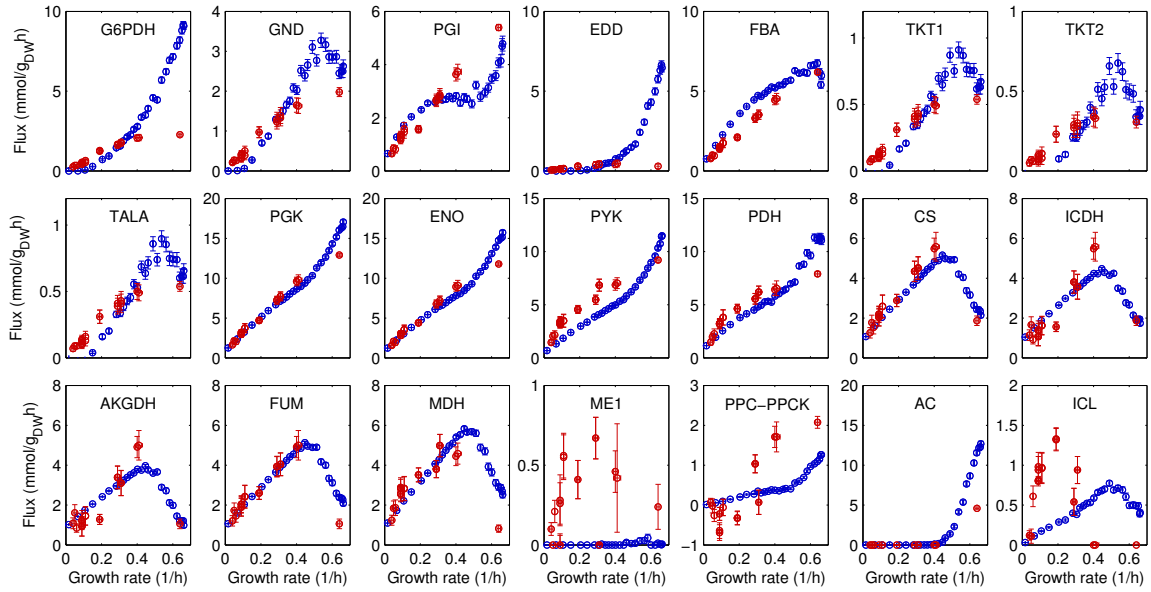 G6PDH GND PGI EDD FBA TKT1 TKT2
Flux (mmol/gDWh)
0 5 10
0 1 2 3 4
0 2 4 6
0 5 10
0 2 4 6 8
0 0.5 1
0 0.5 1
TALA PGK ENO PYK PDH CS ICDH
Flux (mmol/gDWh)
0 0.5 1
0 5 10 15 20
0 5 10 15 20
0 5 10 15
0 5 10 15
0 2 4 6 8
0 2 4 6 8
AKGDH FUM MDH ME1 PPC−PPCK AC ICL
Flux (mmol/gDWh)
0 2 4 6 8
0 2 4 6 8
0 2 4 6 8
0 0.5 1
−1 0 1 2 3
0 5 10 15 20
0 0.5 1 1.5 2
0 0.2 0.4 0.6 0 0.2 0.4 0.6 0 0.2 0.4 0.6 0 0.2 0.4 0.6 0 0.2 0.4 0.6 0 0.2 0.4 0.6 0 0.2 0.4 0.6
Growth rate (1/h) Growth rate (1/h) Growth rate (1/h) Growth rate (1/h) Growth rate (1/h) Growth rate (1/h) Growth rate (1/h)